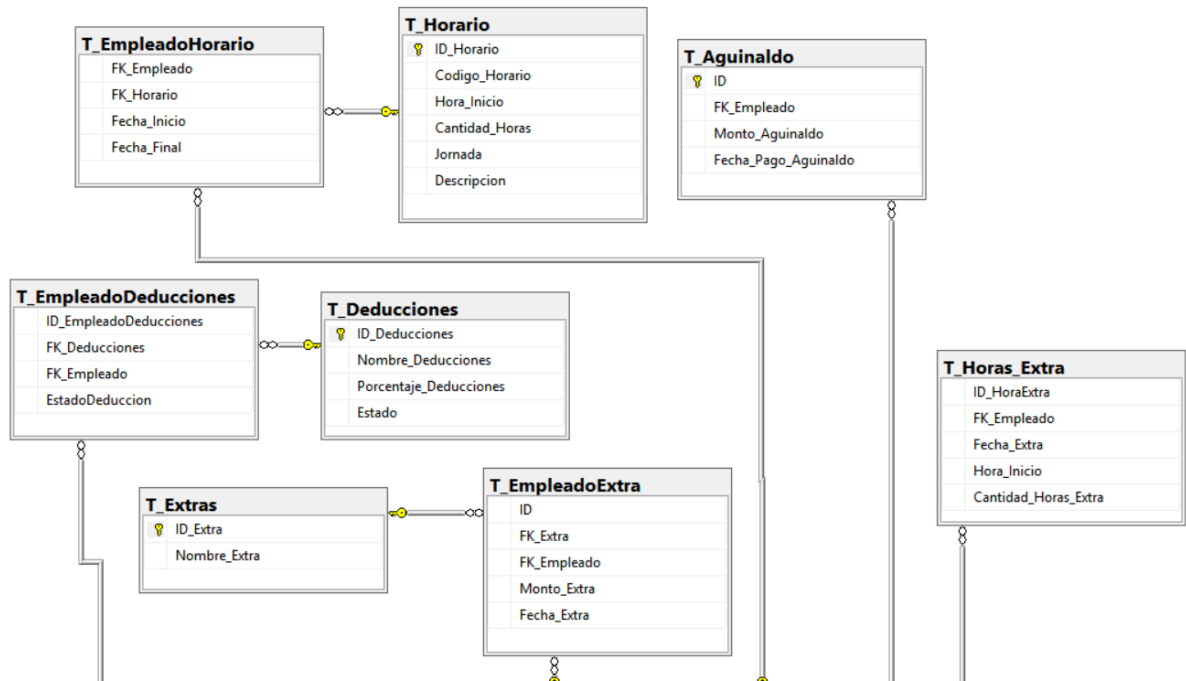 T_EmpleadoHorario
FK_Empleado
FK_Horario
Fecha_Inicio
Fecha_Final
T_Horario
ID_Horario
Codigo_Horario
Hora_Inicio
Cantidad_Horas
Jornada
Descripcion
T_Aguinaldo
ID
FK_Empleado
Monto_Aguinaldo
Fecha_Pago_Aguinaldo
T_EmpleadoDeducciones
ID_EmpleadoDeducciones
FK_Deducciones
FK_Empleado
EstadoDeduccion
T_Deducciones
ID_Deducciones
Nombre_Deducciones
Porcentaje_Deducciones
Estado
T_Horas_Extra
ID_HoraExtra
FK_Empleado
Fecha_Extra
Hora_Inicio
Cantidad_Horas_Extra
T_Extras
ID_Extra
Nombre_Extra
T_EmpleadoExtra
ID
FK_Extra
FK_Empleado
Monto_Extra
Fecha_Extra